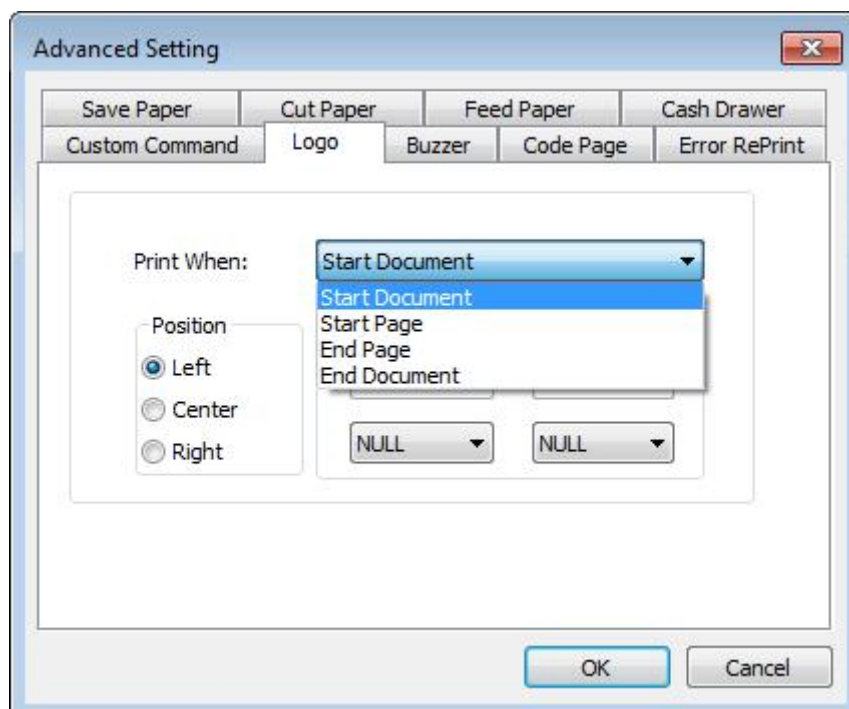 Advanced Setting
Save Paper Cut Paper Feed Paper Cash Drawer
Custom Command Logo Buzzer Code Page Error RePrint
Print When: Start Document
Start Document
Start Page
End Page
End Document
Position
Left
Center
Right
NULL NULL
OK Cancel